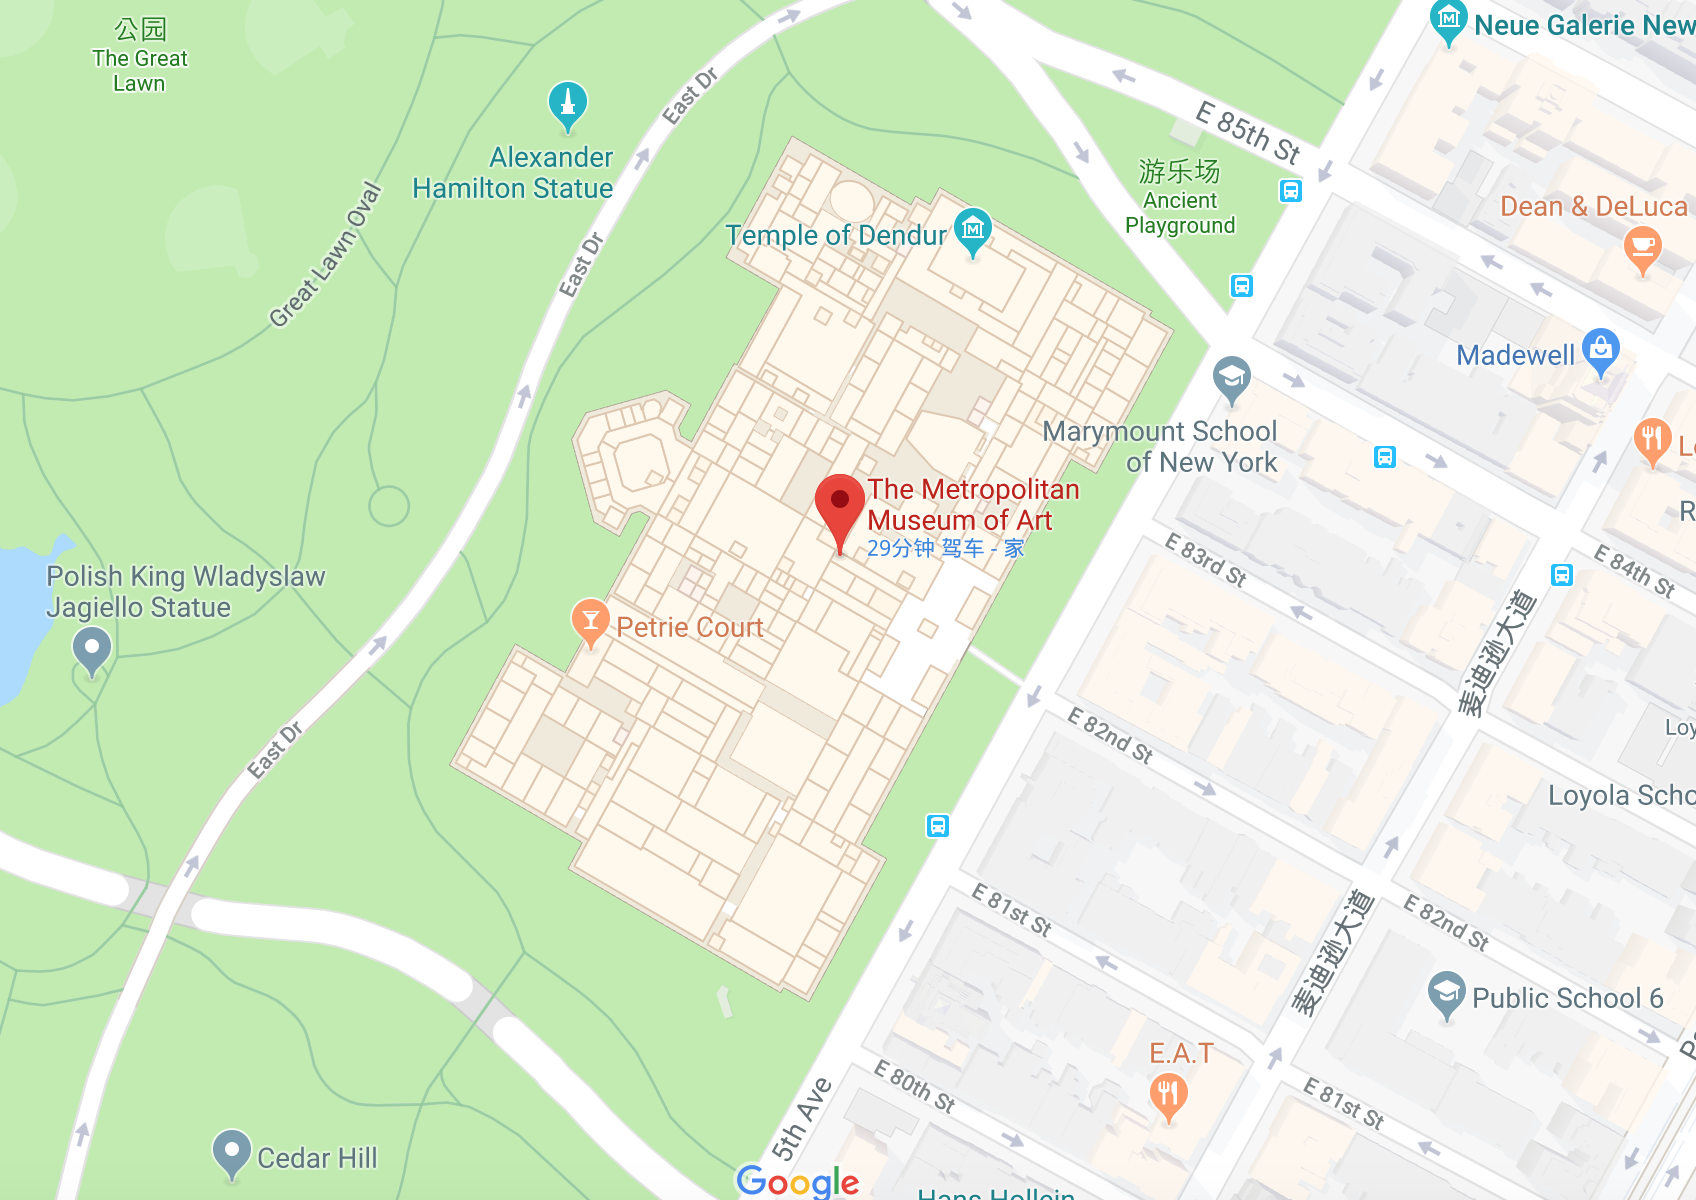 公园
The Great
Lawn
Alexander
Hamilton Statue
East Dr
Great Lawn Oval
East Dr
Temple of Dendur
Neue Galerie New
E 85th St
游乐场
Ancient
Playground
Dean & DeLuca
Madewell
Marymount School
of New York
The Metropolitan
Museum of Art
29分钟 驾车 - 家
Polish King Wladyslaw
Jagiello Statue
Petrie Court
E 83rd St
E 84th St
麦迪逊大道
E 82nd St
East Dr
Loyola Scho
E 81st St
E 82nd St
麦迪逊大道
Public School 6
E.A.T
E 80th St
E 81st St
5th Ave
Cedar Hill
Google
Hans Hollein